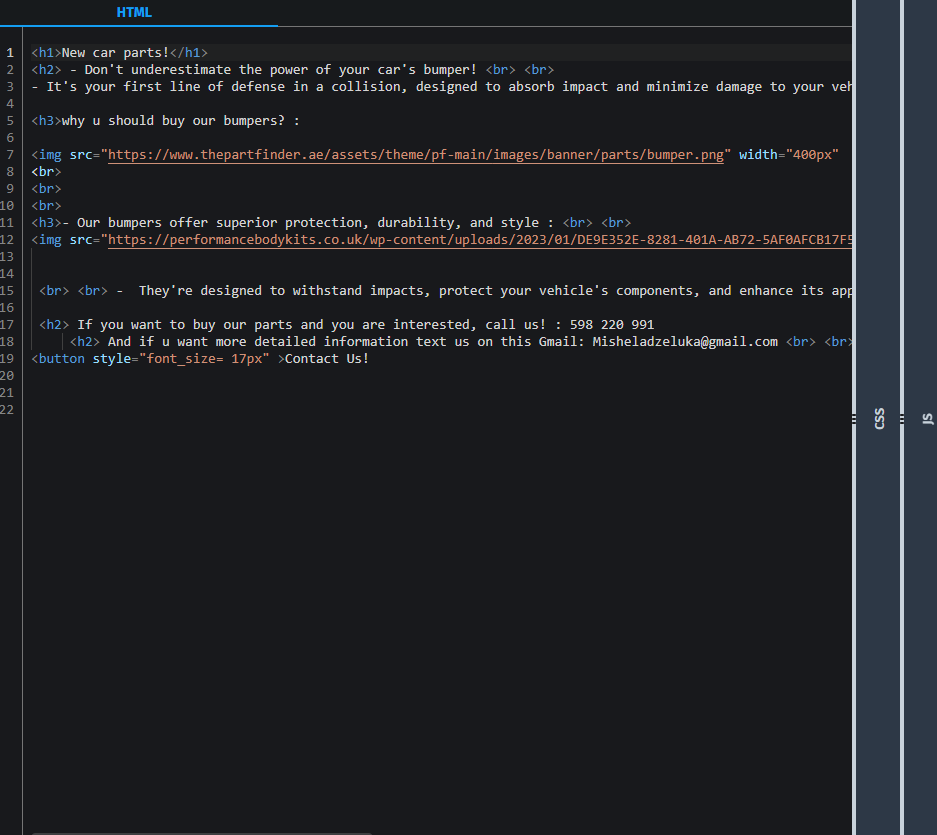 HTML
1 <h1>New car parts!</h1>
2 <h2> - Don't underestimate the power of your car's bumper! <br> <br>
3 - It's your first line of defense in a collision, designed to absorb impact and minimize damage to your veh
4
5 <h3>why u should buy our bumpers? :
6
7 <img src="https://www.thepartfinder.ae/assets/theme/pf-main/images/banner/parts/bumper.png" width="400px"
8 <br>
9 <br>
10 <br>
11 <h3>- Our bumpers offer superior protection, durability, and style : <br> <br>
12 <img src="https://performancebodykits.co.uk/wp-content/uploads/2023/01/DE9E352E-8281-401A-AB72-5AF0AFCB17F5
13
14
15 <br> <br> -  They're designed to withstand impacts, protect your vehicle's components, and enhance its app
16
17 <h2> If you want to buy our parts and you are interested, call us! : 598 220 991
18 <h2> And if u want more detailed information text us on this Gmail: Misheladzeluka@gmail.com <br> <br>
19 <button style="font_size= 17px" >Contact Us!
20
21
22
CSS
JS